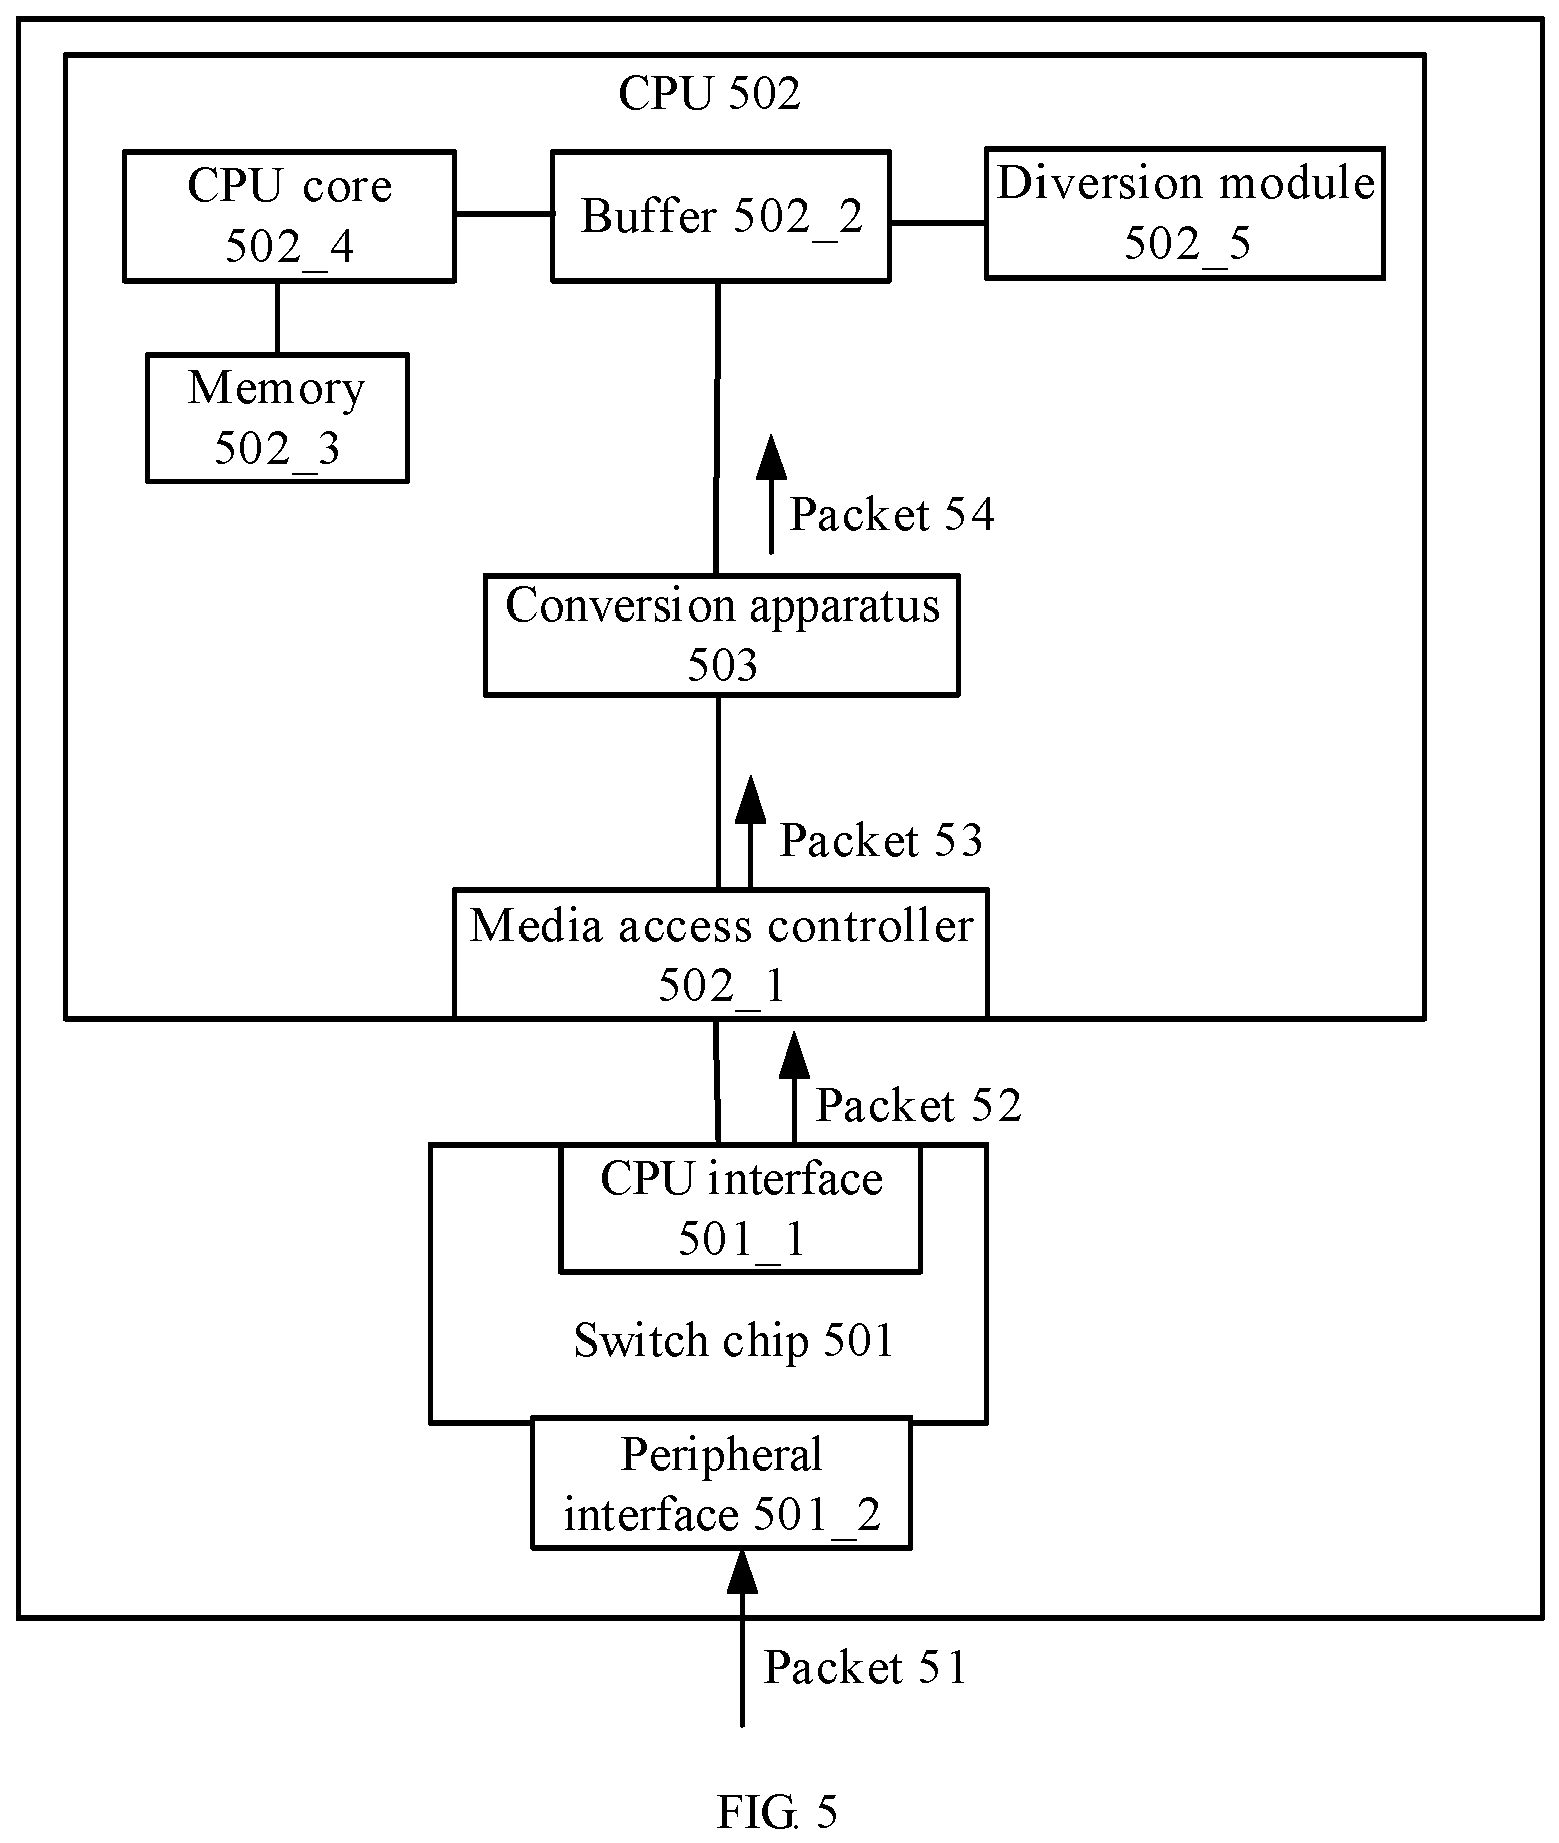 CPU 502
CPU core
502_4
Buffer 502_2
Diversion module
502_5
Memory
502_3
Packet 54
Conversion apparatus
503
Packet 53
Media access controller
502_1
Packet 52
CPU interface
501_1
Switch chip 501
Peripheral
interface 501_2
Packet 51
FIG. 5